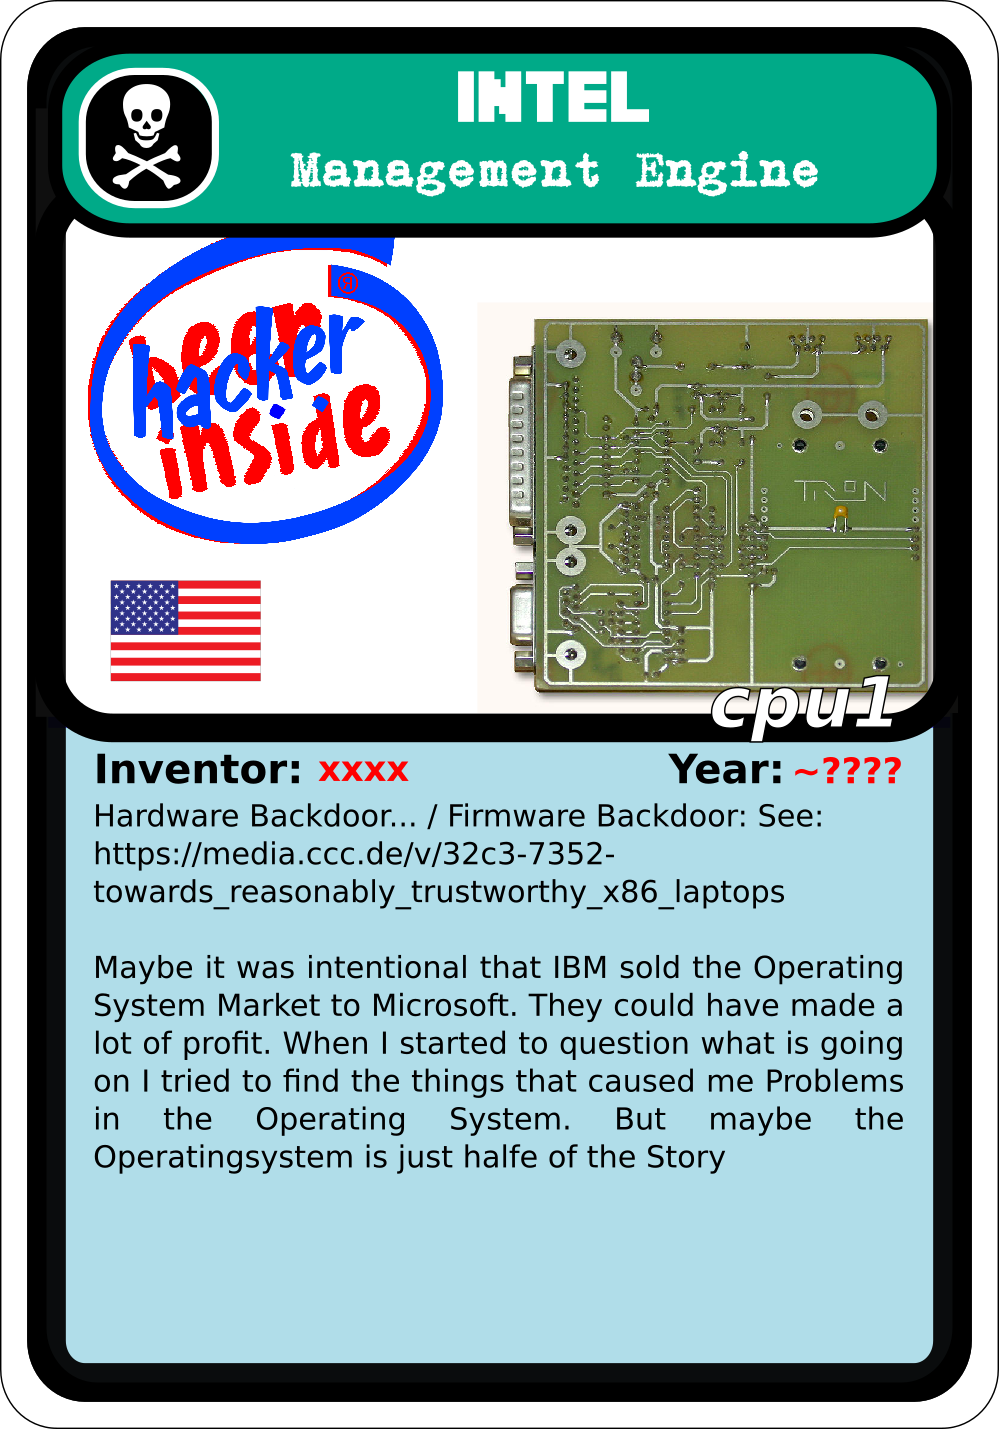 INTEL
Management Engine
®
beer
hacker
inside
TRON
cpu1
Inventor: xxxx Year: ~????
Hardware Backdoor... / Firmware Backdoor: See:
https://media.ccc.de/v/32c3-7352-
towards_reasonably_trustworthy_x86_laptops
Maybe it was intentional that IBM sold the Operating
System Market to Microsoft. They could have made a
lot of profit. When I started to question what is going
on I tried to find the things that caused me Problems
in the Operating System. But maybe the
Operatingsystem is just halfe of the Story